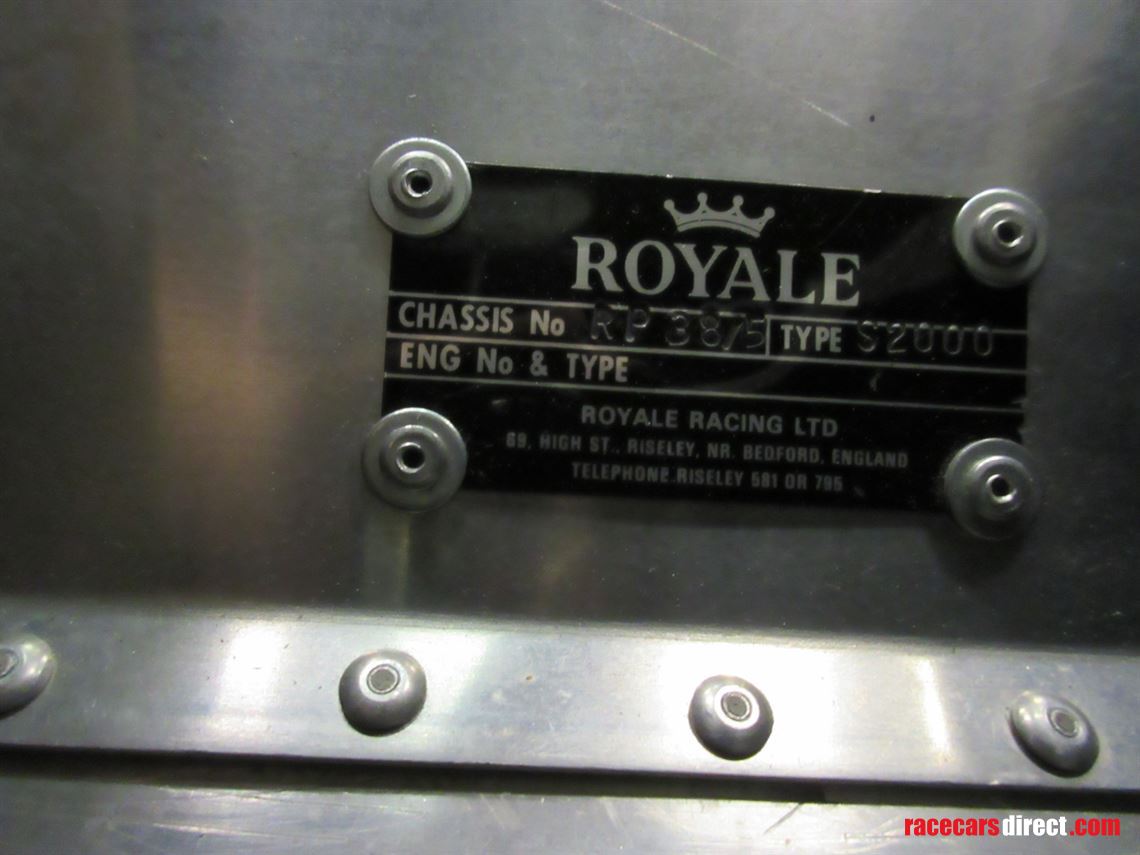 ROYALE
CHASSIS No RP 38/5 TYPE S2000
ENG No & TYPE
ROYALE RACING LTD
69, HIGH ST., RISELEY, NR. BEDFORD, ENGLAND
TELEPHONE RISELEY 581 OR 795
racecarsdirect.com